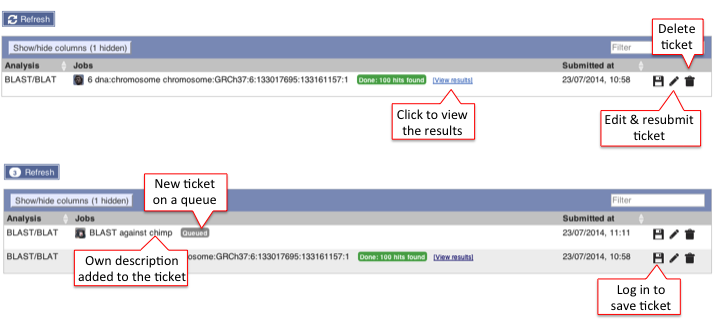 Refresh
Delete
ticket
Show/hide columns (1 hidden)
Filter
Analysis Jobs Submitted at
BLAST/BLAT 6 dna:chromosome chromosome:GRCh37:6:133017695:133161157:1 Done: 100 hits found [View results] 23/07/2014, 10:58
Click to view
the results
Edit & resubmit
ticket
3 Refresh
New ticket
on a queue
Show/hide columns (1 hidden)
Filter
Analysis Jobs Submitted at
BLAST/BLAT BLAST against chimp Queued 23/07/2014, 11:11
Own description
added to the ticket
BLAST/BLAT osome:GRCh37:6:133017695:133161157:1 Done: 100 hits found [View results] 23/07/2014, 10:58
Log in to
save ticket